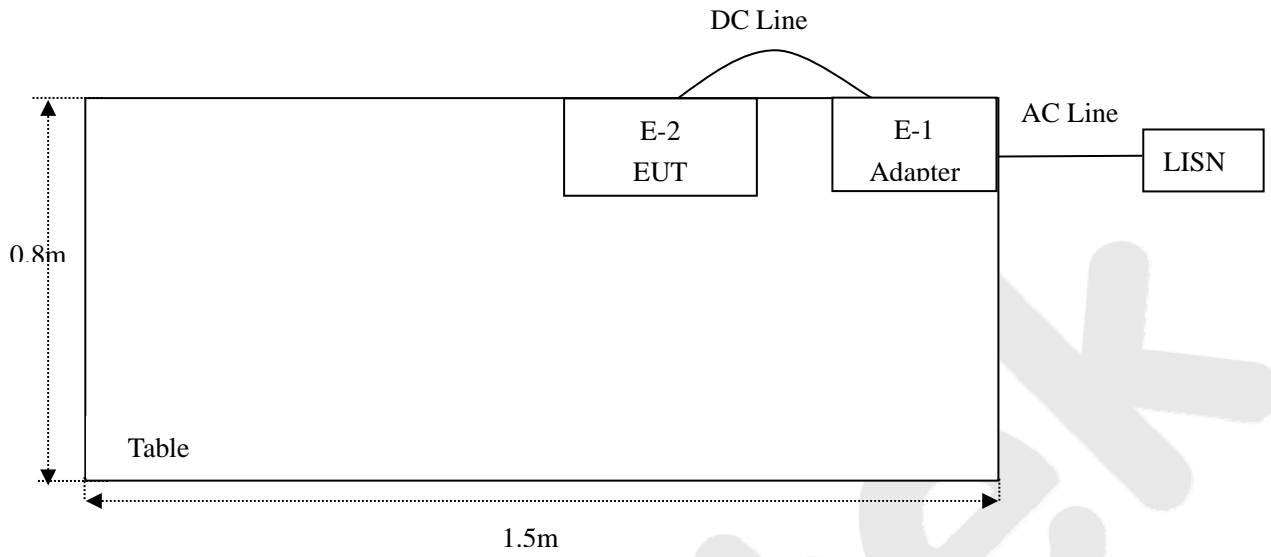 DC Line
E-2
EUT
E-1
Adapter
AC Line
LISN
0.8m
Table
1.5m